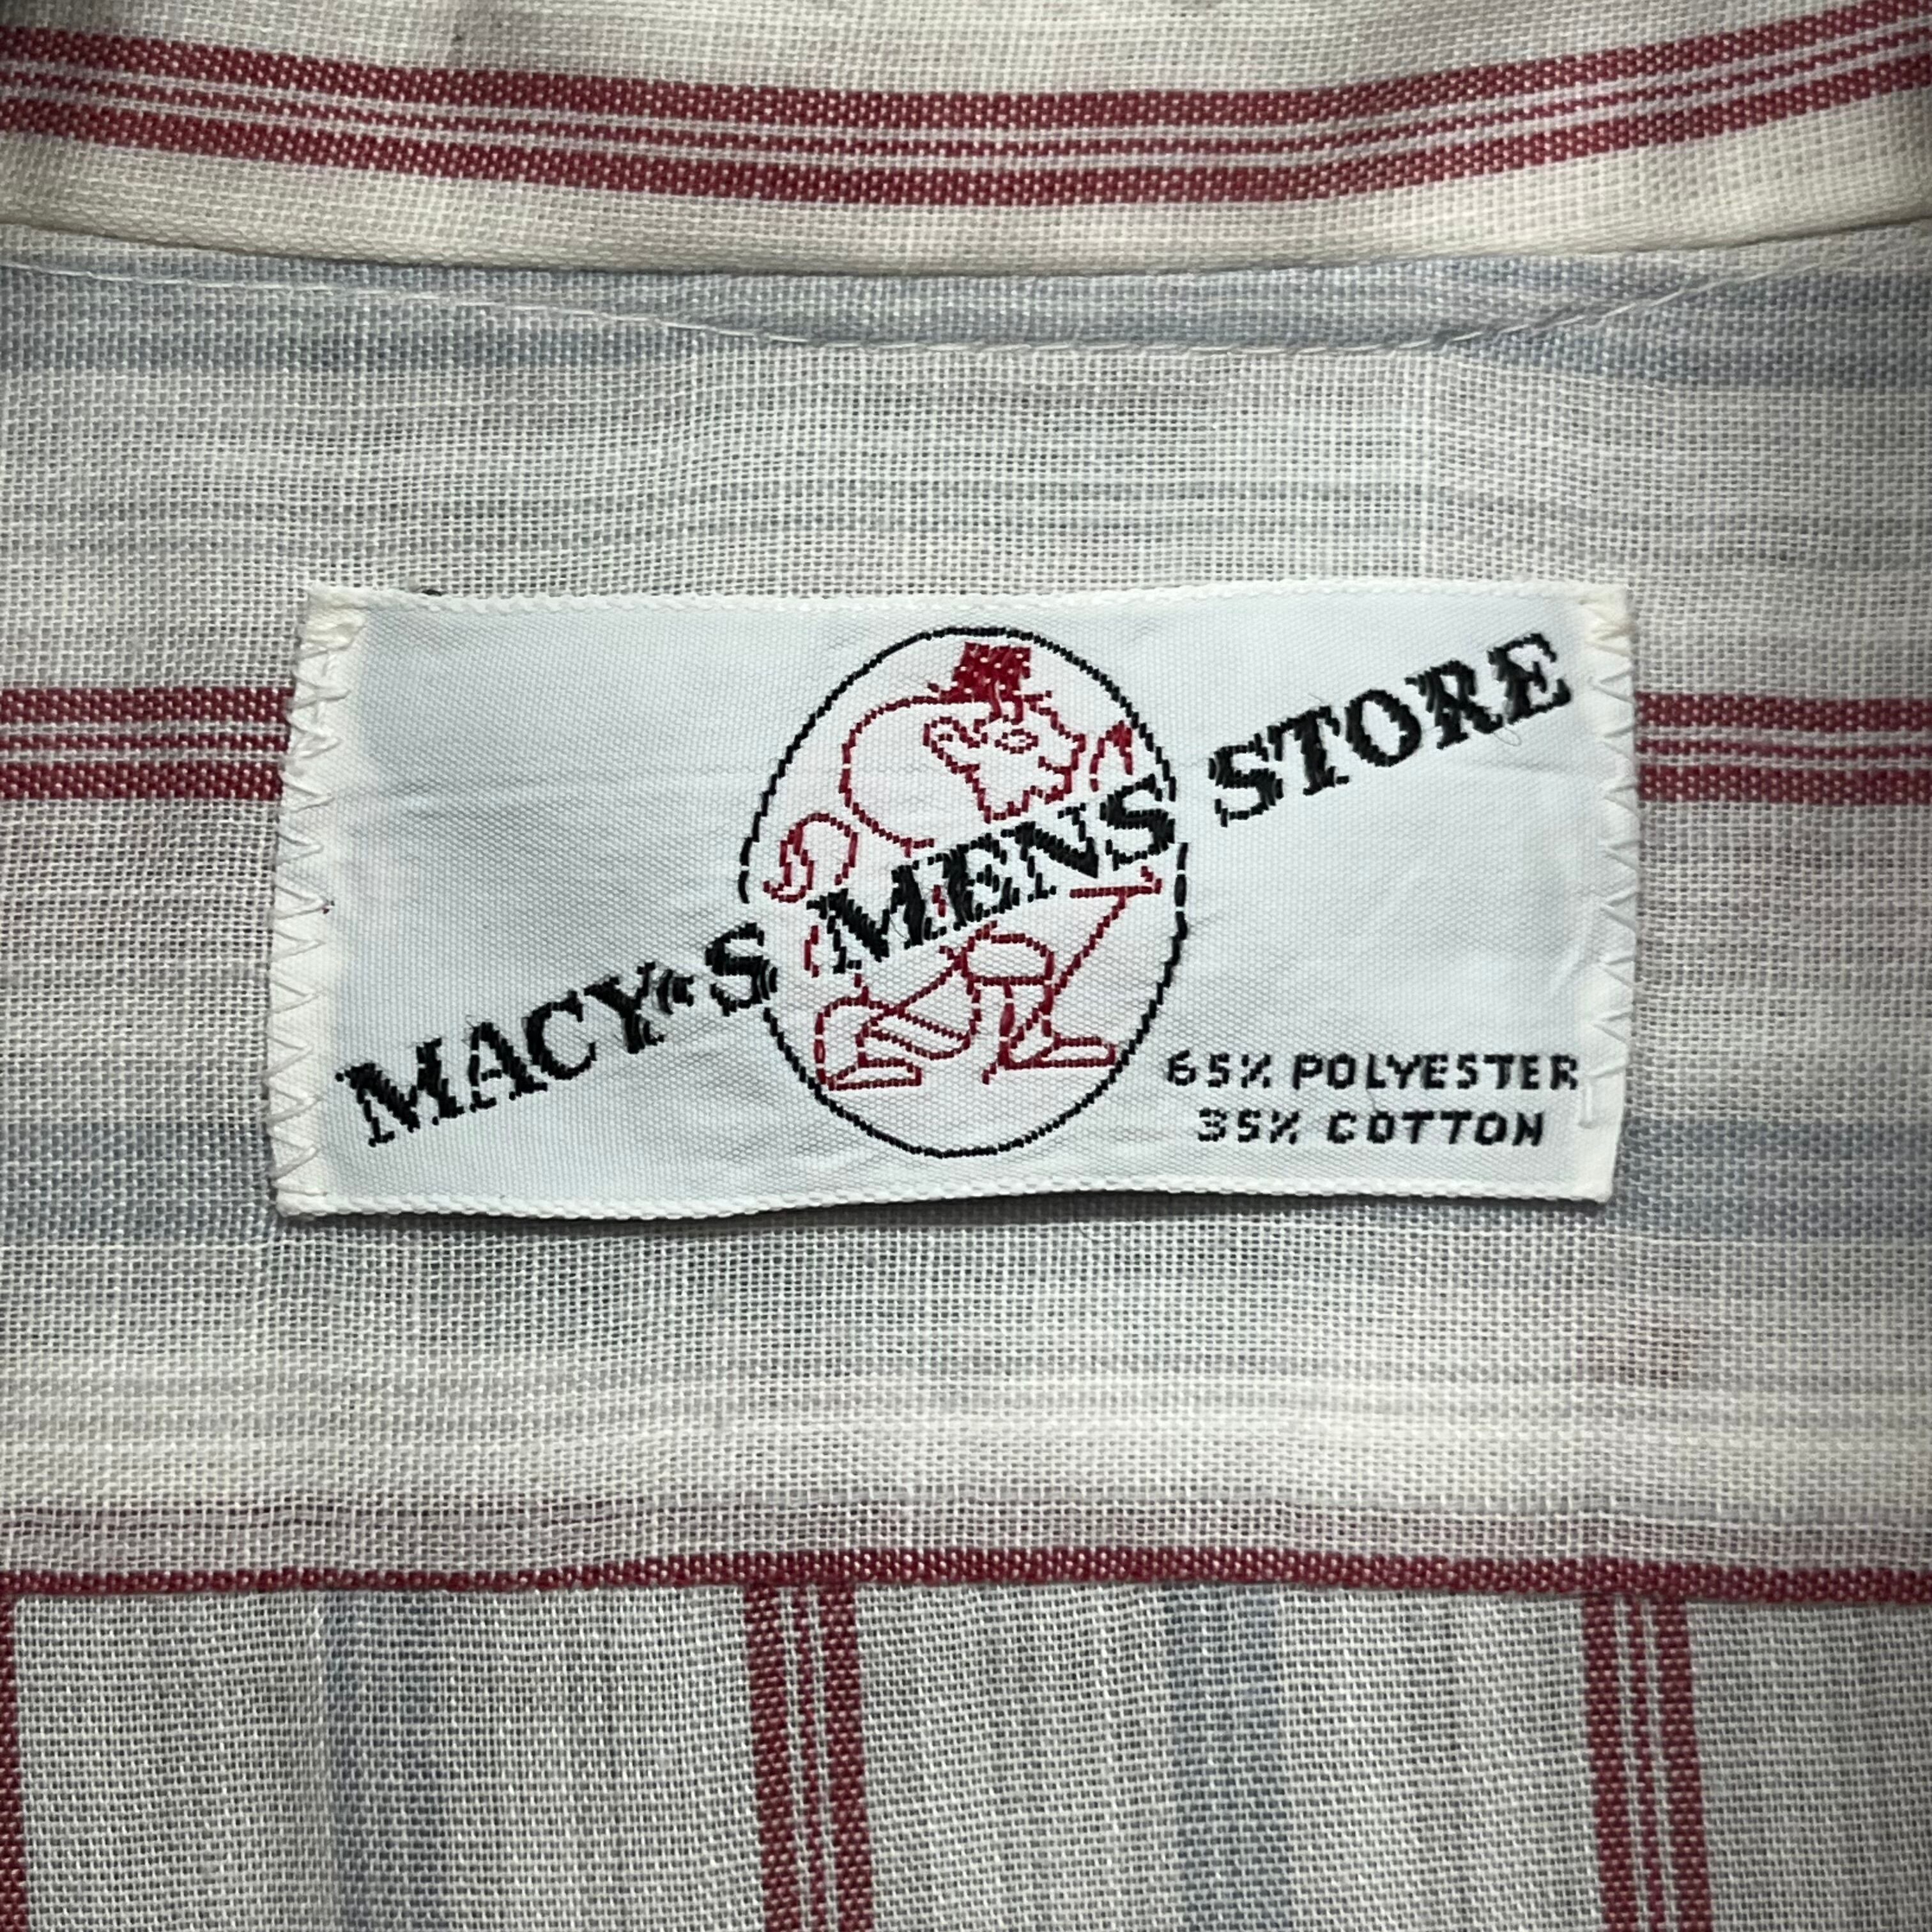 MACY'S MENS STORE
65% POLYESTER
35% COTTON